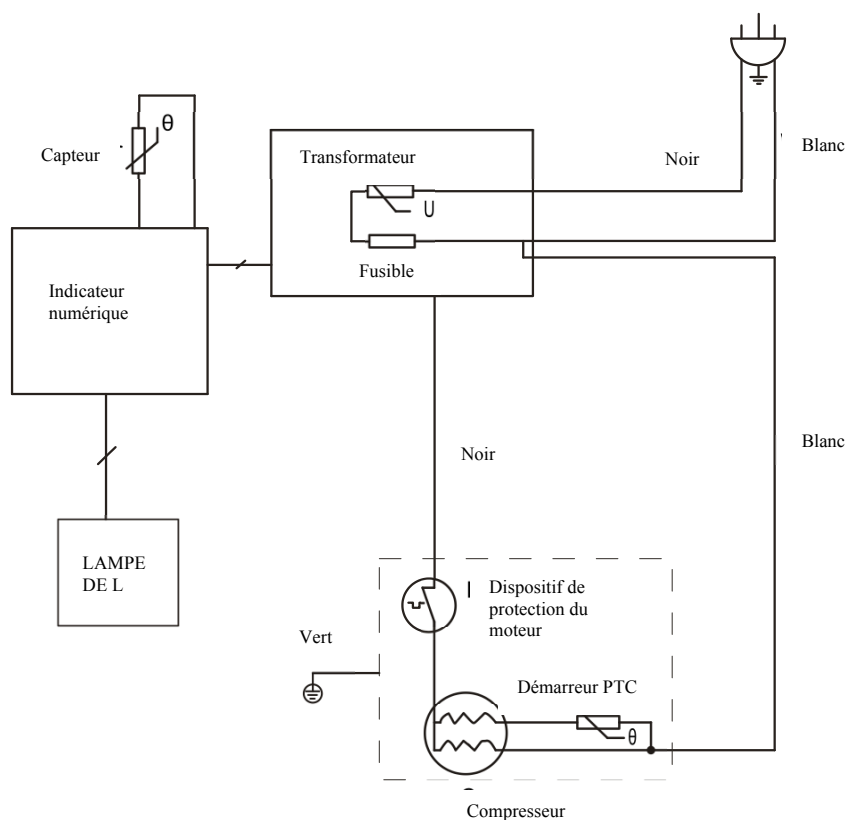 Capteur
θ
Transformateur
Noir
Blanc
U
Fusible
Indicateur
numérique
Noir
Blanc
LAMPE
DE L
Dispositif de
protection du
moteur
Vert
Démarreur PTC
θ
Compresseur